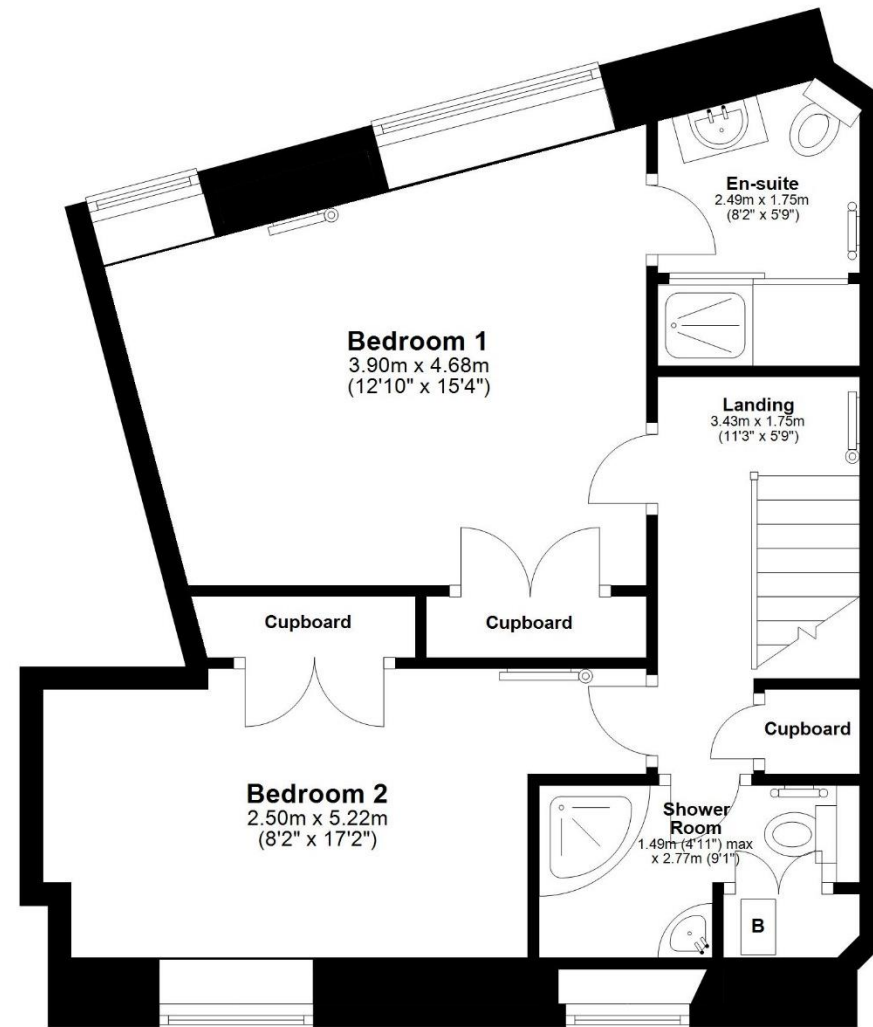 En-suite
2.49m x 1.75m
(8'2" x 5'9")
Bedroom 1
3.90m x 4.68m
(12'10" x 15'4")
Landing
3.43m x 1.75m
(11'3" x 5'9")
Cupboard
Cupboard
Cupboard
Bedroom 2
2.50m x 5.22m
(8'2" x 17'2")
Shower
Room
1.49m (4'11") max
x 2.77m (9'1")
B